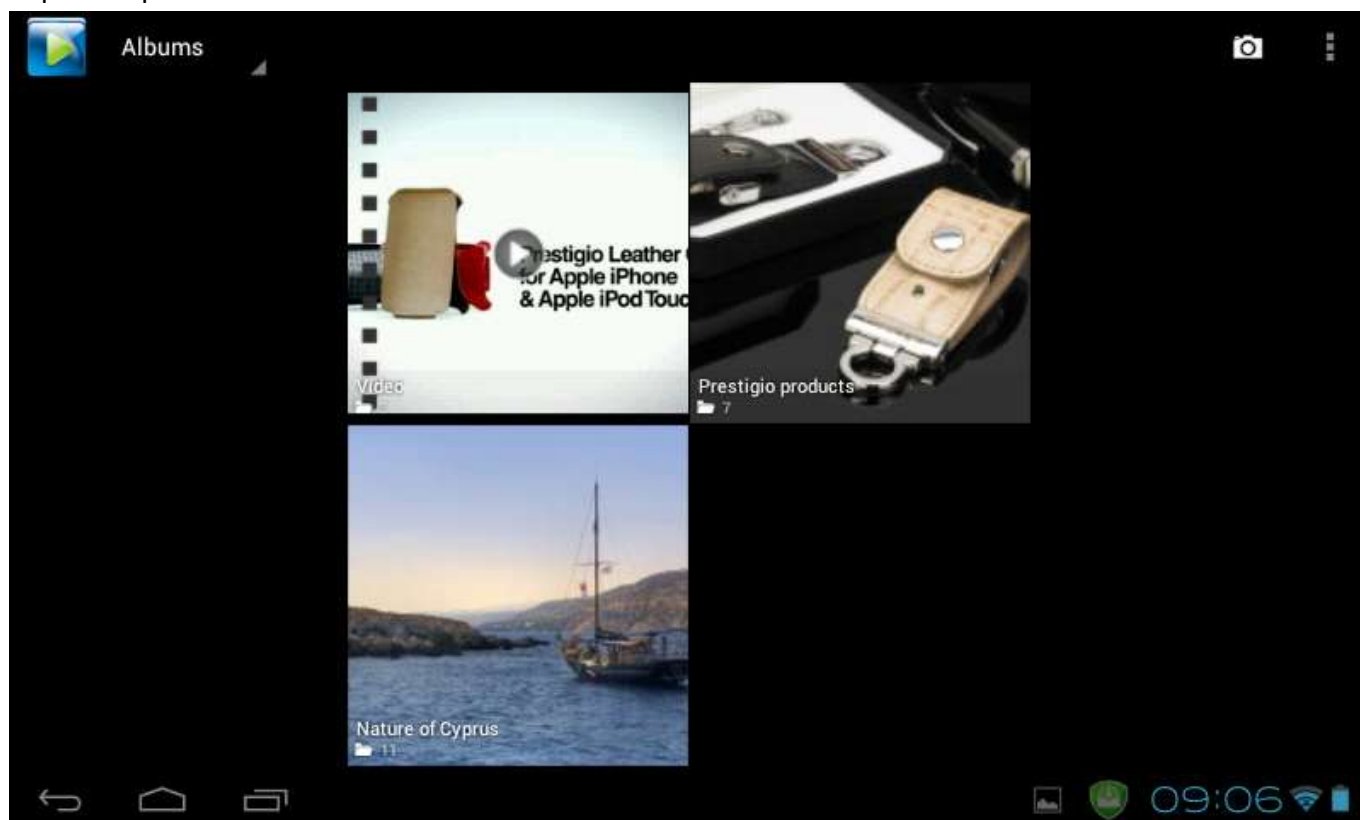 Albums
Prestigio Leather
for Apple iPhone
& Apple iPod Touc
Video
Prestigio products
7
Nature of Cyprus
11
09:06